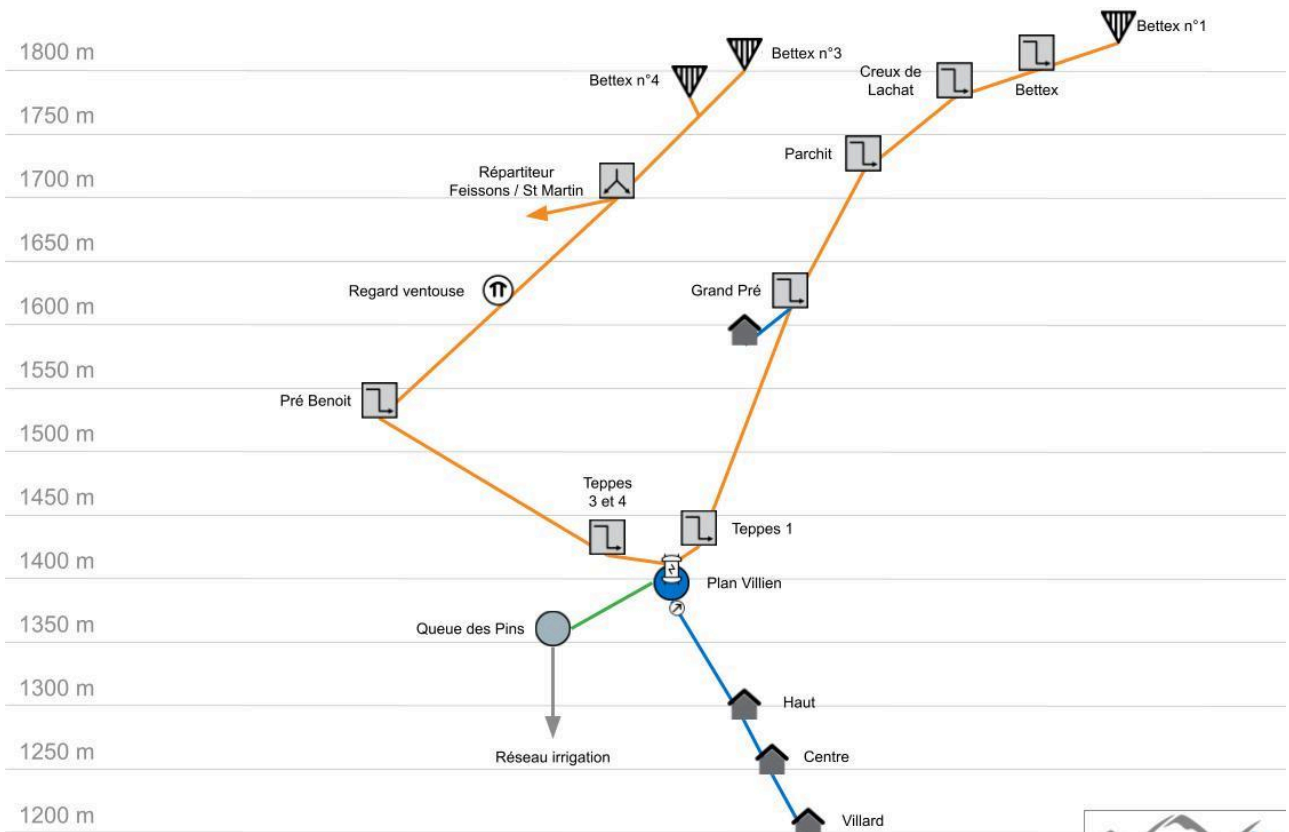 Bettex n°1
1800 m
Bettex n°3
Bettex n°4
Creux de
Lachat
Bettex
1750 m
Parchit
1700 m
Répartiteur
Feissons / St Martin
1650 m
Regard ventouse
Grand Pré
1600 m
1550 m
Pré Benoit
1500 m
1450 m
Teppes
3 et 4
Teppes 1
1400 m
Plan Villien
1350 m
Queue des Pins
1300 m
Haut
1250 m
Réseau irrigation
Centre
1200 m
Villard